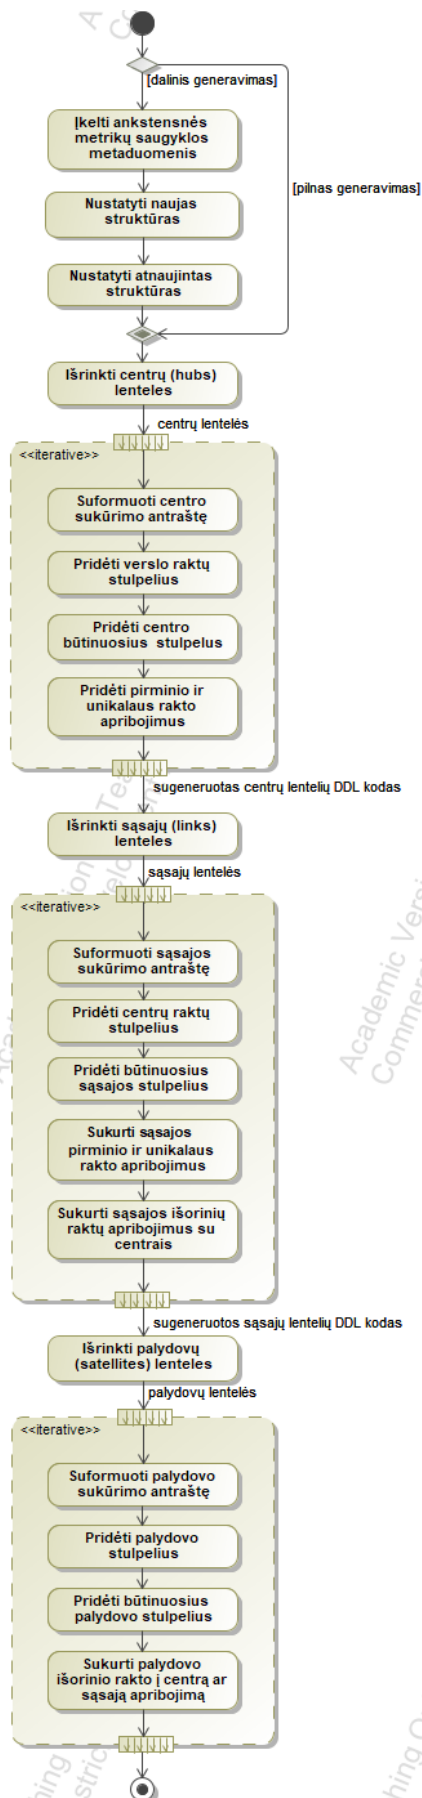 [dalinis generavimas]
Įkelti ankstensnės
metrikų saugyklos
metaduomenis
[pilnas generavimas]
Nustatyti naujas
struktūras
Nustatyti atnaujintas
struktūras
Išrinkti centrų (hubs)
lenteles
centrų lentelės
<<iterative>>
Suformuoti centro
sukūrimo antraštę
Pridėti verslo raktų
stulpelius
Pridėti centro
būtinuosius stulpelus
Pridėti pirminio ir
unikalaus rakto
apribojimus
sugeneruotas centrų lentelių DDL kodas
Išrinkti sąsajų (links)
lenteles
sąsajų lentelės
<<iterative>>
Suformuoti sąsajos
sukūrimo antraštę
Pridėti centrų raktų
stulpelius
Pridėti būtinuosius
sąsajos stulpelius
Sukurti sąsajos
pirminio ir unikalaus
rakto apribojimus
Sukurti sąsajos išorinių
raktų apribojimus su
centrais
sugeneruotos sąsajų lentelių DDL kodas
Išrinkti palydovų
(satellites) lenteles
palydovų lentelės
<<iterative>>
Suformuoti palydovo
sukūrimo antraštę
Pridėti palydovo
stulpelius
Pridėti būtinuosius
palydovo stulpelius
Sukurti palydovo
išorinio rakto į centrą ar
sąsają apribojimą
Academic